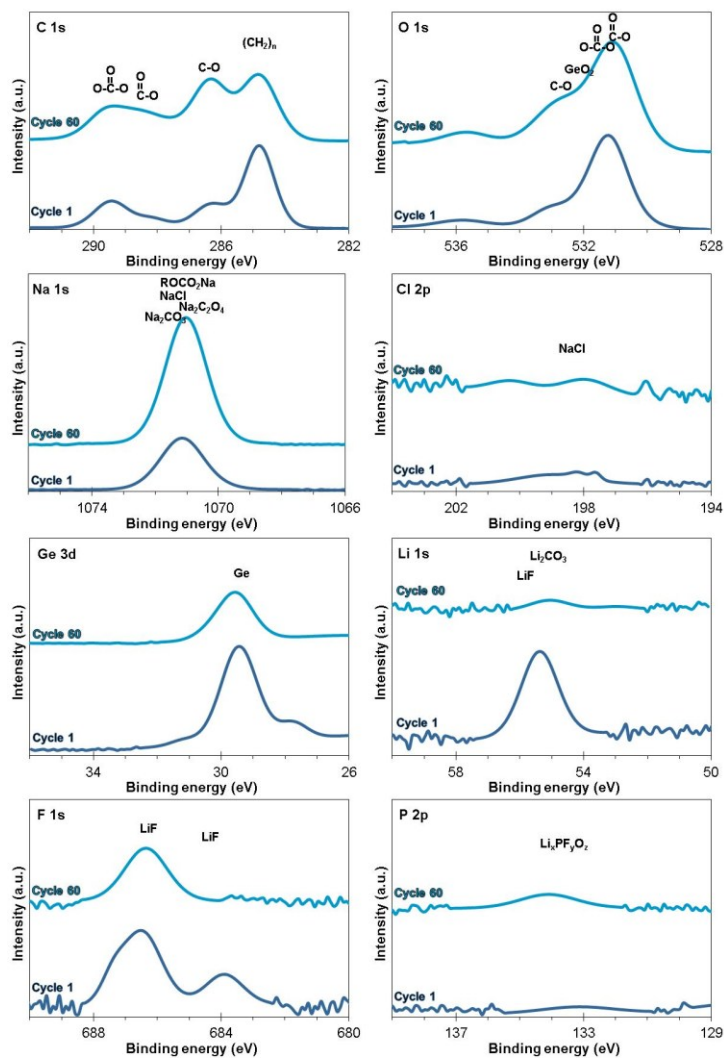 C 1s
(CH2)n
C-O
O
O-C-O
O
C-O
Cycle 60
Cycle 1
Intensity (a.u.)
290 286 282
Binding energy (eV)
O 1s
O
C-O
O
O-C-O
GeO2
C-O
Cycle 60
Cycle 1
Intensity (a.u.)
536 532 528
Binding energy (eV)
Na 1s
ROCO2Na
NaCl
Na2C2O4
Na2CO3
Cycle 60
Cycle 1
Intensity (a.u.)
1074 1070 1066
Binding energy (eV)
Cl 2p
NaCl
Cycle 60
Cycle 1
Intensity (a.u.)
202 198 194
Binding energy (eV)
Ge 3d
Ge
Cycle 60
Cycle 1
Intensity (a.u.)
34 30 26
Binding energy (eV)
Li 1s
Li2CO3
LiF
Cycle 60
Cycle 1
Intensity (a.u.)
58 54 50
Binding energy (eV)
F 1s
LiF LiF
Cycle 60
Cycle 1
Intensity (a.u.)
688 684 680
Binding energy (eV)
P 2p
LixPFyOz
Cycle 60
Cycle 1
Intensity (a.u.)
137 133 129
Binding energy (eV)